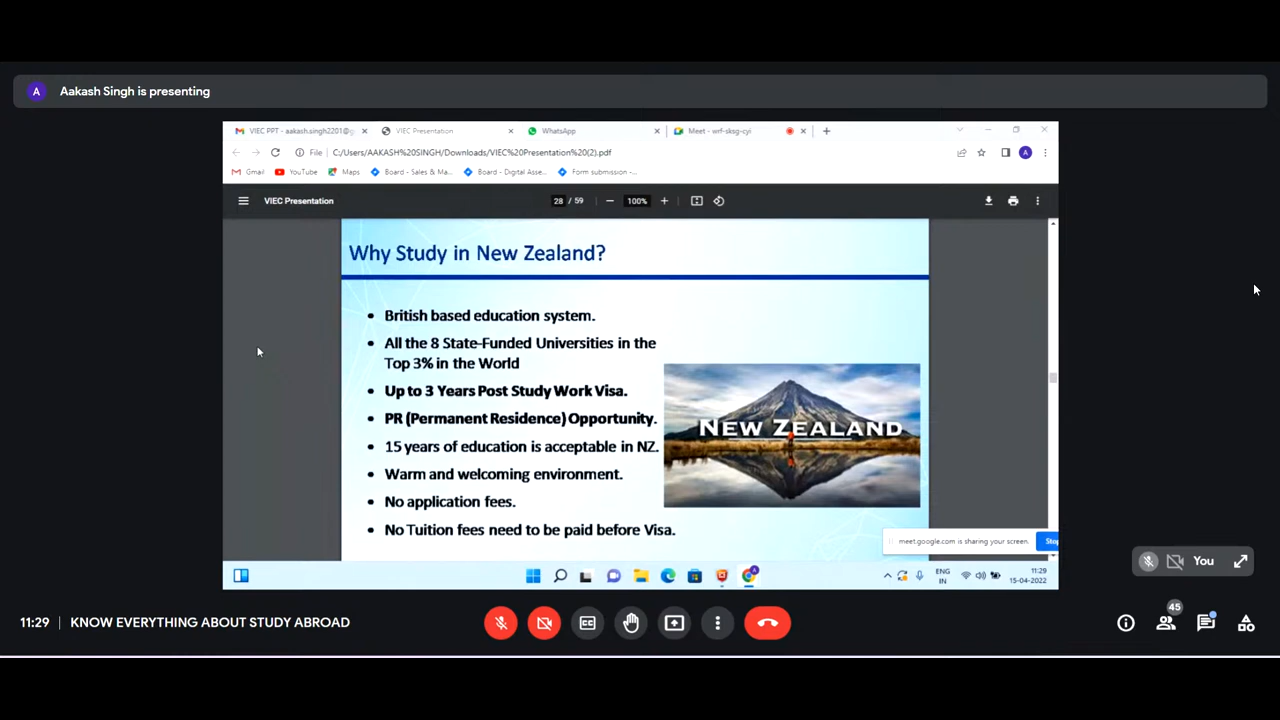 A Aakash Singh is presenting
VIEC PPT - aakash.singh2201@g
VIEC Presentation
WhatsApp
Meet - wrf-sksg-cyi
File C:/Users/AAKASH%20SINGH/Downloads/VIEC%20Presentation%20(2).pdf
A
Gmail YouTube Maps Board - Sales & Ma... Board - Digital Asse... Form submission -...
VIEC Presentation 28 / 59 100%
Why Study in New Zealand?
• British based education system.
• All the 8 State-Funded Universities in the
Top 3% in the World
• Up to 3 Years Post Study Work Visa.
• PR (Permanent Residence) Opportunity.
• 15 years of education is acceptable in NZ.
• Warm and welcoming environment.
• No application fees.
• No Tuition fees need to be paid before Visa.
NEW ZEALAND
meet.google.com is sharing your screen. Stop
You
ENG
IN
11:29
15-04-2022
11:29 | KNOW EVERYTHING ABOUT STUDY ABROAD
45